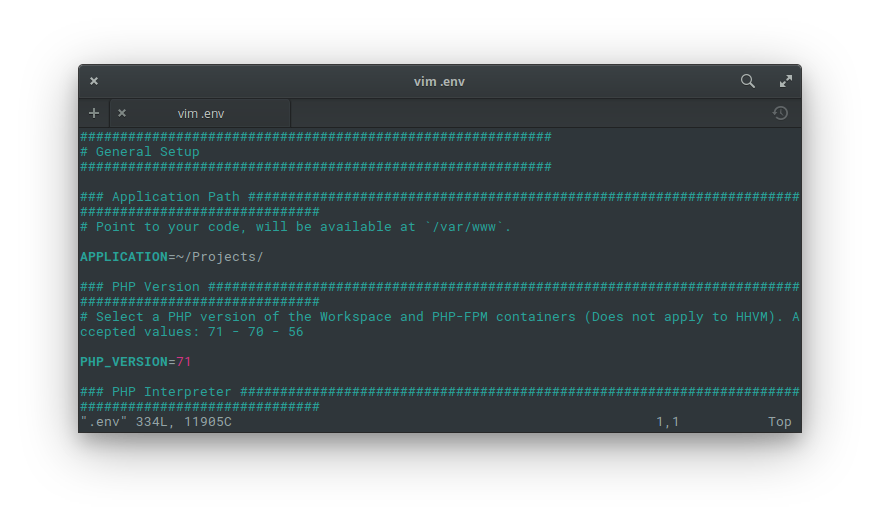 vim .env
vim .env
###########################################################
# General Setup
###########################################################
### Application Path #####################################################################
##############################
# Point to your code, will be available at `/var/www`.
APPLICATION=~/Projects/
### PHP Version ##########################################################################
##############################
# Select a PHP version of the Workspace and PHP-FPM containers (Does not apply to HHVM). A
ccepted values: 71 - 70 - 56
PHP_VERSION=71
### PHP Interpreter ######################################################################
##############################
".env" 334L, 11905C 1,1 Top